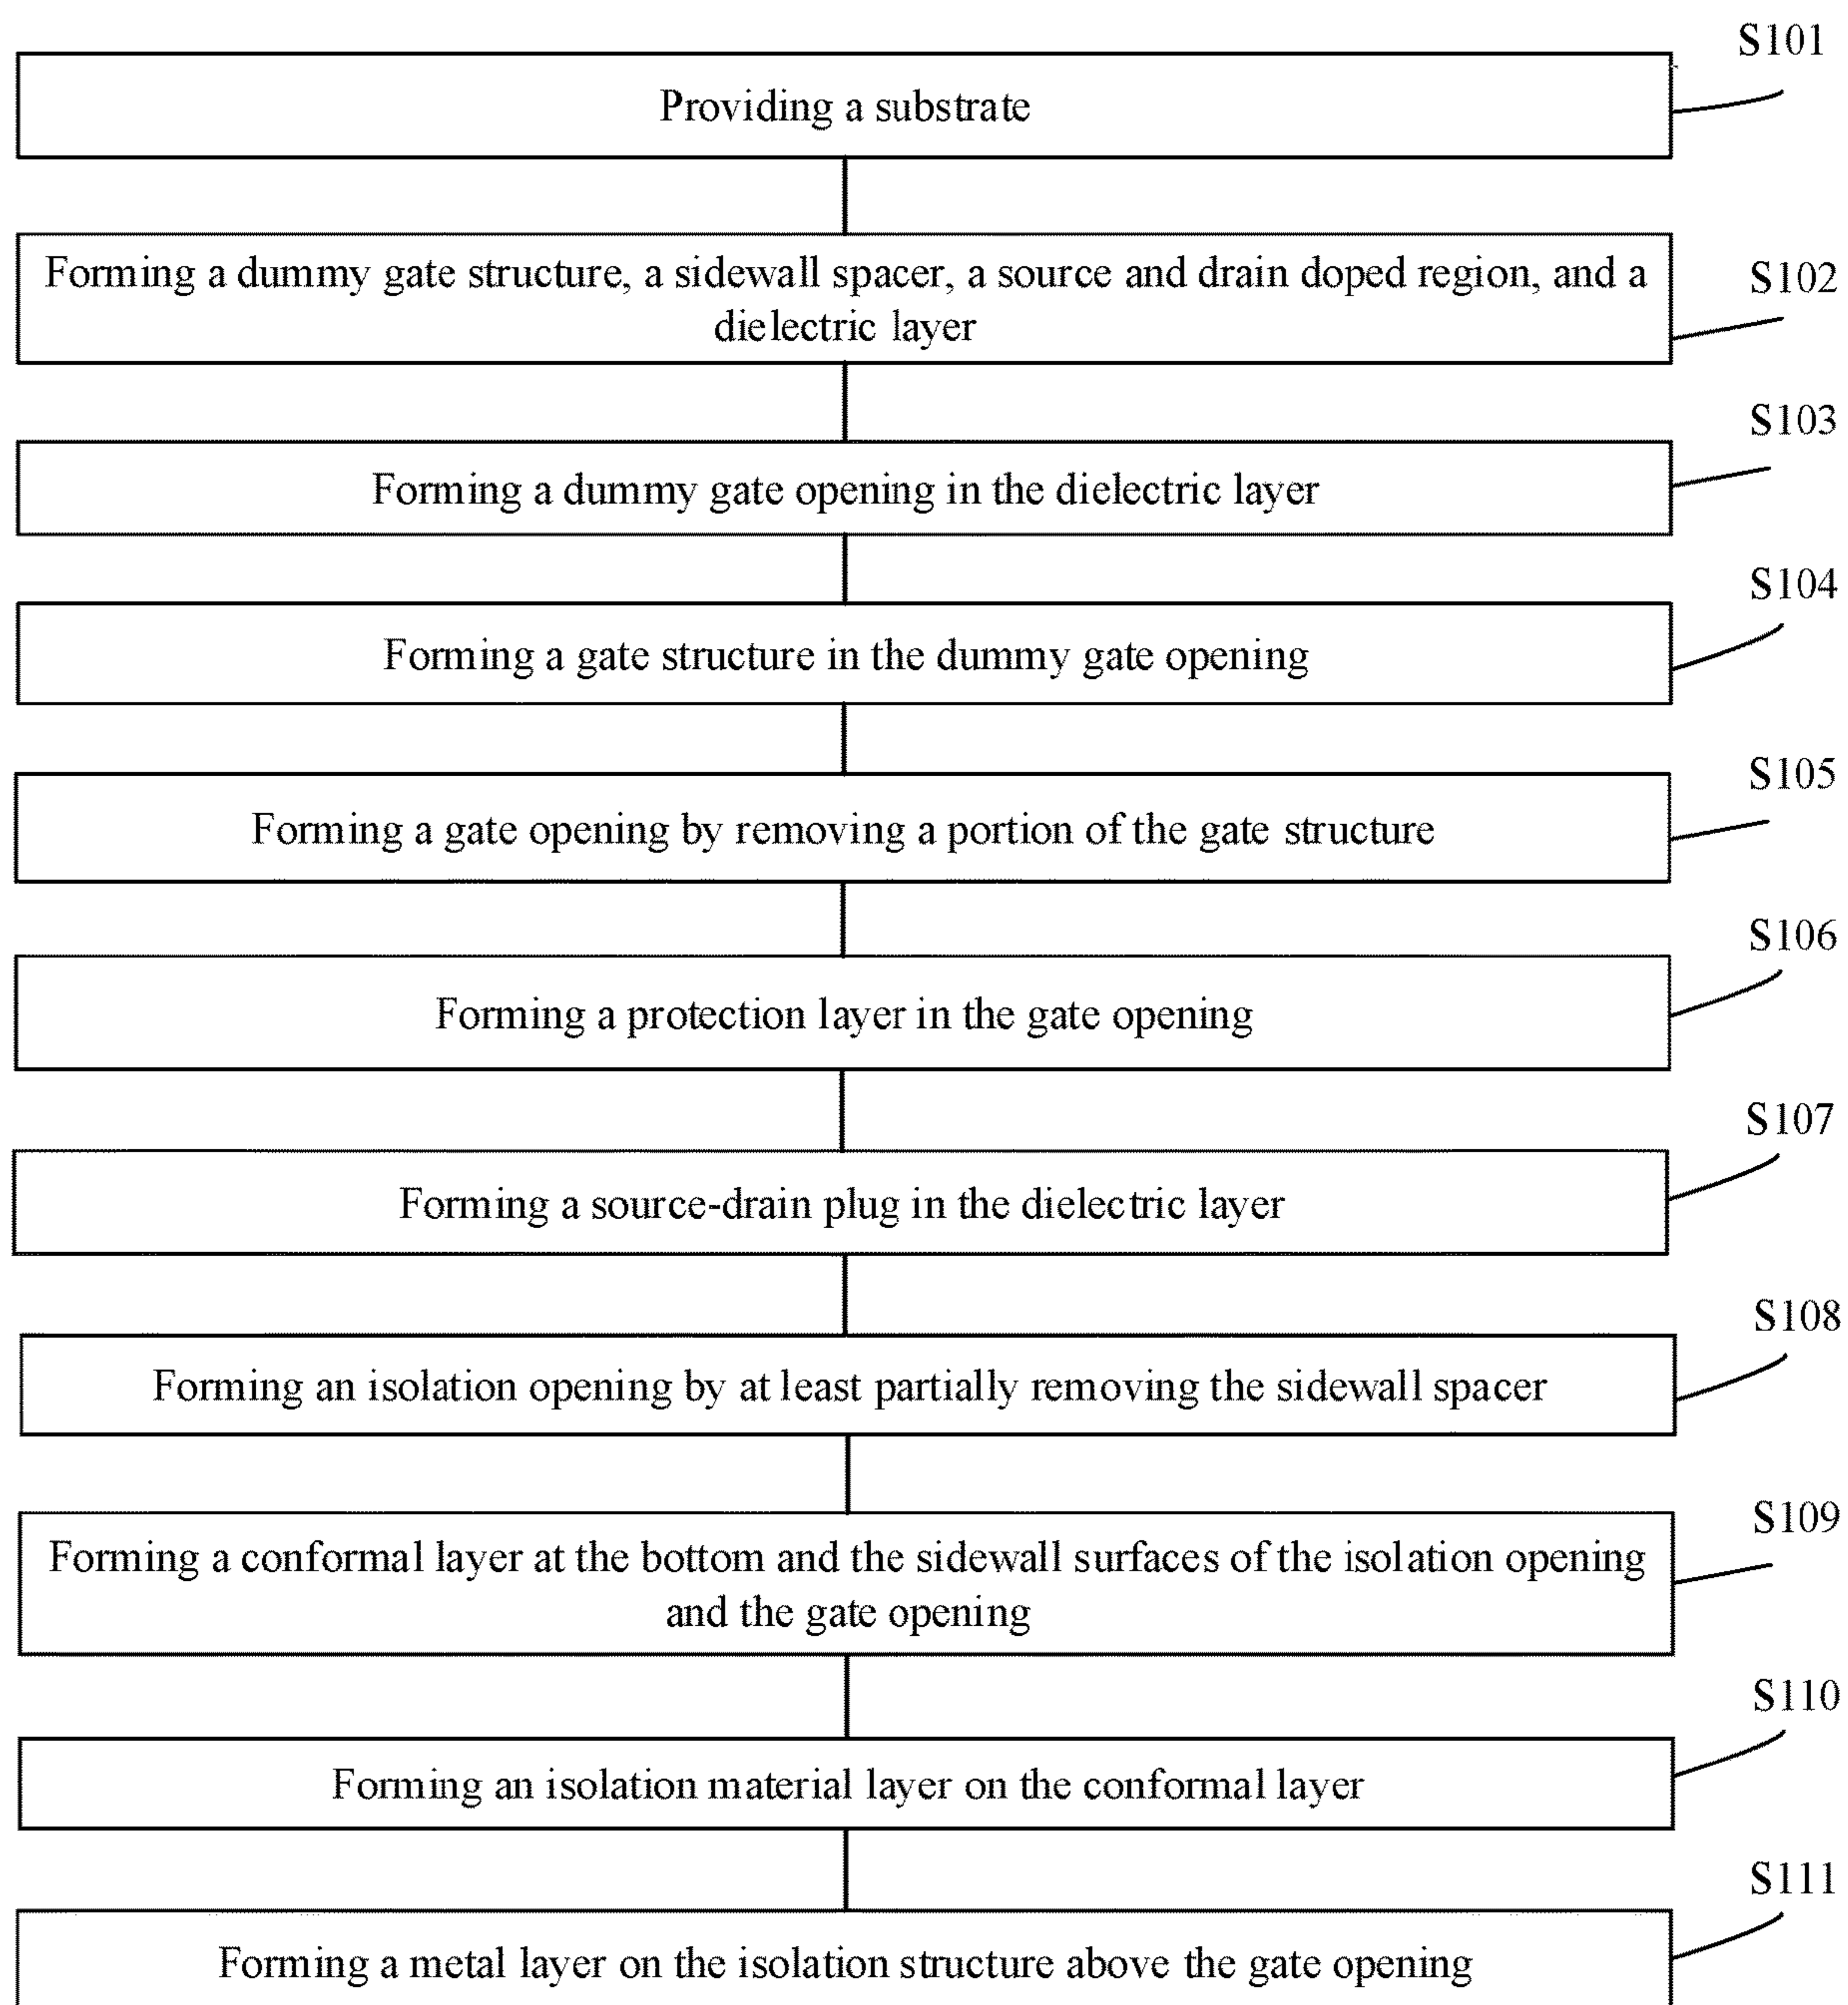 S101
Providing a substrate
Forming a dummy gate structure, a sidewall spacer, a source and drain doped region, and a
dielectric layer
S102
S103
Forming a dummy gate opening in the dielectric layer
S104
Forming a gate structure in the dummy gate opening
S105
Forming a gate opening by removing a portion of the gate structure
S106
Forming a protection layer in the gate opening
S107
Forming a source-drain plug in the dielectric layer
S108
Forming an isolation opening by at least partially removing the sidewall spacer
S109
Forming a conformal layer at the bottom and the sidewall surfaces of the isolation opening
and the gate opening
S110
Forming an isolation material layer on the conformal layer
S111
Forming a metal layer on the isolation structure above the gate opening